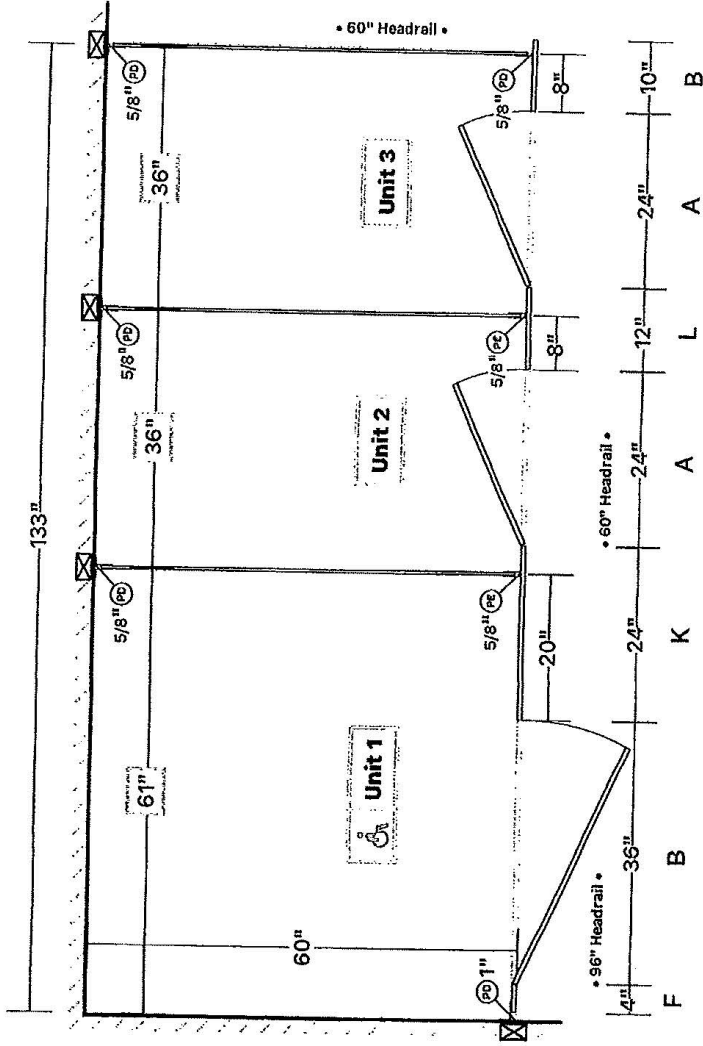 133"
5/8" PD
5/8" PD
5/8" PD
61"
36"
36"
60"
Unit 1
Unit 2
Unit 3
• 60" Headrail •
PD 1"
5/8" PE
5/8" PE
5/8" PD
20"
8"
8"
• 96" Headrail •
• 60" Headrail •
4" 36" 24" 24" 12" 24" 10"
F B K A L A B